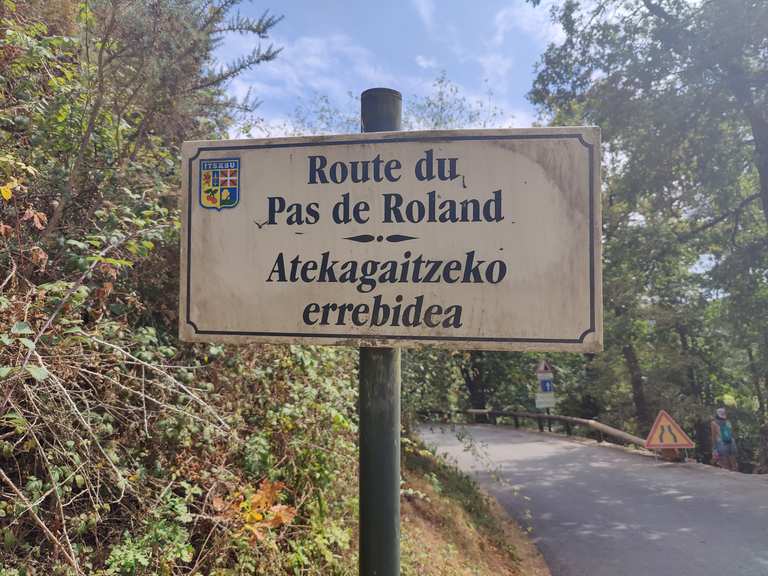 ITSASU
Route du
Pas de Roland
Atekagaitzeko
errebidea